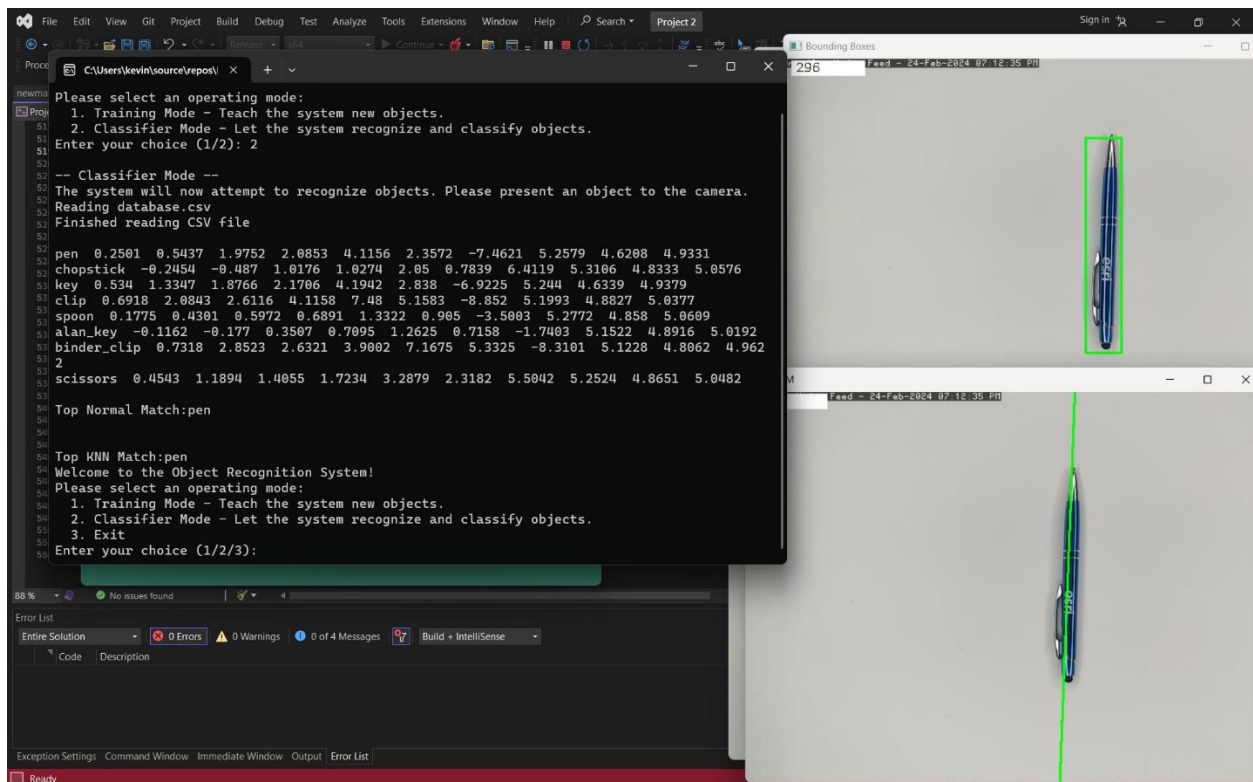 File Edit View Git Project Build Debug Test Analyze Tools Extensions Window Help Search Project 2 Sign in
Release x64 Continue
Proce
C:\Users\kevin\source\repos\
newma
Proj
Please select an operating mode:
1. Training Mode - Teach the system new objects.
2. Classifier Mode - Let the system recognize and classify objects.
Enter your choice (1/2): 2
-- Classifier Mode --
The system will now attempt to recognize objects. Please present an object to the camera.
Reading database.csv
Finished reading CSV file
pen 0.2501 0.5437 1.9752 2.0853 4.1156 2.3572 -7.4621 5.2579 4.6208 4.9331
chopstick -0.2454 -0.487 1.0176 1.0274 2.05 0.7839 6.4119 5.3106 4.8333 5.0576
key 0.534 1.3347 1.8766 2.1706 4.1942 2.838 -6.9225 5.244 4.6339 4.9379
clip 0.6918 2.0843 2.6116 4.1158 7.48 5.1583 -8.852 5.1993 4.8827 5.0377
spoon 0.1775 0.4301 0.5972 0.6891 1.3322 0.905 -3.5003 5.2772 4.858 5.0609
alan_key -0.1162 -0.177 0.3507 0.7095 1.2625 0.7158 -1.7403 5.1522 4.8916 5.0192
binder_clip 0.7318 2.8523 2.6321 3.9002 7.1675 5.3325 -8.3101 5.1228 4.8062 4.962
2
scissors 0.4543 1.1894 1.4055 1.7234 3.2879 2.3182 5.5042 5.2524 4.8651 5.0482
Top Normal Match:pen
Top KNN Match:pen
Welcome to the Object Recognition System!
Please select an operating mode:
1. Training Mode - Teach the system new objects.
2. Classifier Mode - Let the system recognize and classify objects.
3. Exit
Enter your choice (1/2/3):
88 % No issues found
Error List
Entire Solution 0 Errors 0 Warnings 0 of 4 Messages Build + IntelliSense
Code Description
Exception Settings Command Window Immediate Window Output Error List
Ready
Bounding Boxes
296
Feed - 24-Feb-2024 07:12:35 PM
M
Feed - 24-Feb-2024 07:12:35 PM